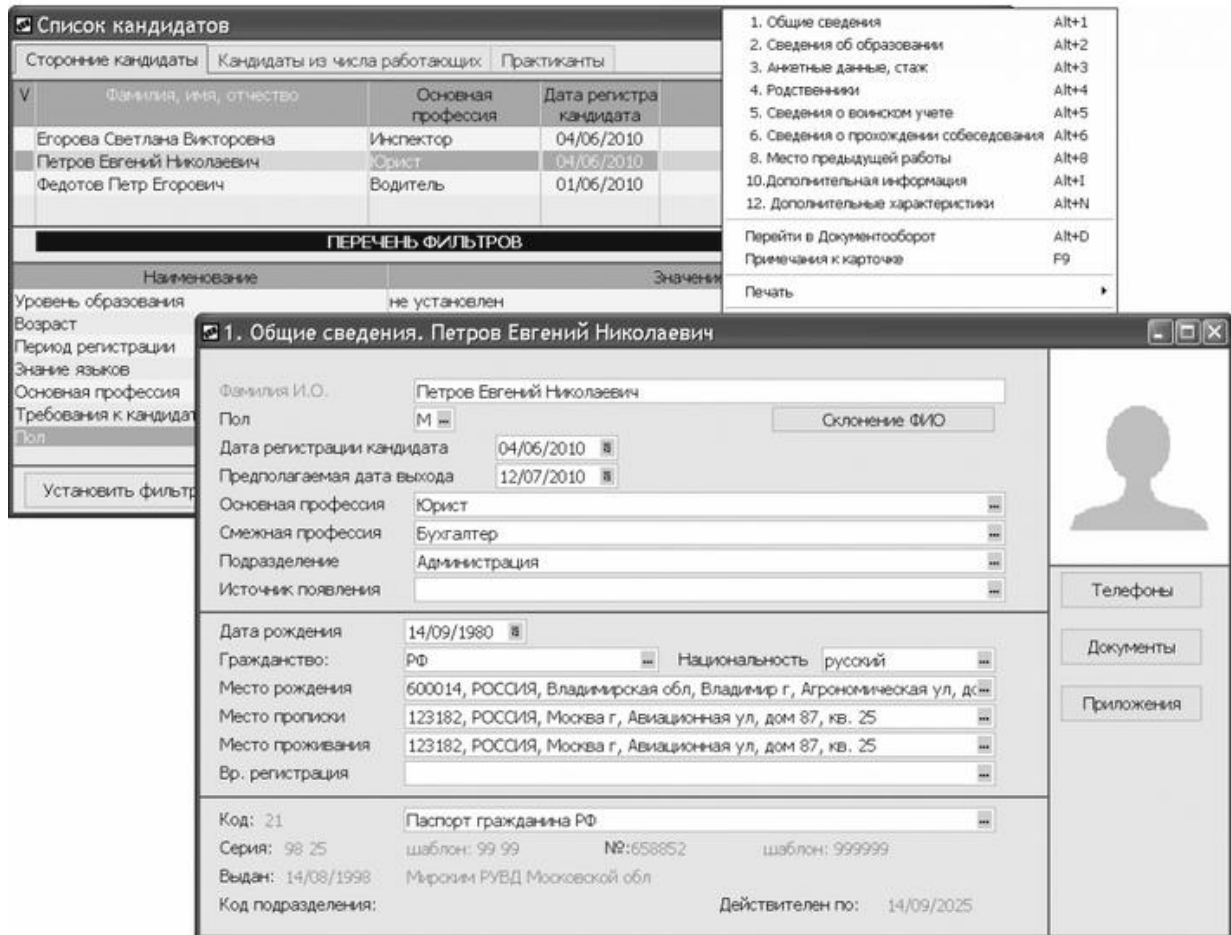 Список кандидатов
Сторонние кандидаты Кандидаты из числа работающих Практиканты
V Фамилия, имя, отчество Основная профессия Дата регистра кандидата
Егорова Светлана Викторовна Инспектор 04/06/2010
Петров Евгений Николаевич Юрист 04/06/2010
Федотов Петр Егорович Водитель 01/06/2010
ПЕРЕЧЕНЬ ФИЛЬТРОВ
Наименование Значени
Уровень образования не установлен
Возраст
Период регистрации
Знание языков
Основная профессия
Требования к кандидат
Пол
Установить фильтр
1. Общие сведения Alt+1
2. Сведения об образовании Alt+2
3. Анкетные данные, стаж Alt+3
4. Родственники Alt+4
5. Сведения о воинском учете Alt+5
6. Сведения о прохождении собеседования Alt+6
8. Место предыдущей работы Alt+8
10.Дополнительная информация Alt+I
12. Дополнительные характеристики Alt+N
Перейти в Документооборот Alt+D
Примечания к карточке F9
Печать
1. Общие сведения. Петров Евгений Николаевич
Фамилия И.О. Петров Евгений Николаевич
Пол М ... Склонение ФИО
Дата регистрации кандидата 04/06/2010
Предполагаемая дата выхода 12/07/2010
Основная профессия Юрист ...
Смежная профессия Бухгалтер ...
Подразделение Администрация ...
Источник появления ...
Дата рождения 14/09/1980
Гражданство: РФ ... Национальность русский ...
Место рождения 600014, РОССИЯ, Владимирская обл, Владимир г, Агрономическая ул, дс ...
Место прописки 123182, РОССИЯ, Москва г, Авиационная ул, дом 87, кв. 25 ...
Место проживания 123182, РОССИЯ, Москва г, Авиационная ул, дом 87, кв. 25 ...
Вр. регистрация ...
Код: 21 Паспорт гражданина РФ ...
Серия: 98 25 шаблон: 99 99 №:658852 шаблон: 999999
Выдан: 14/08/1998 Мирским РУВД Московской обл
Код подразделения: Действителен по: 14/09/2025
Телефоны
Документы
Приложения